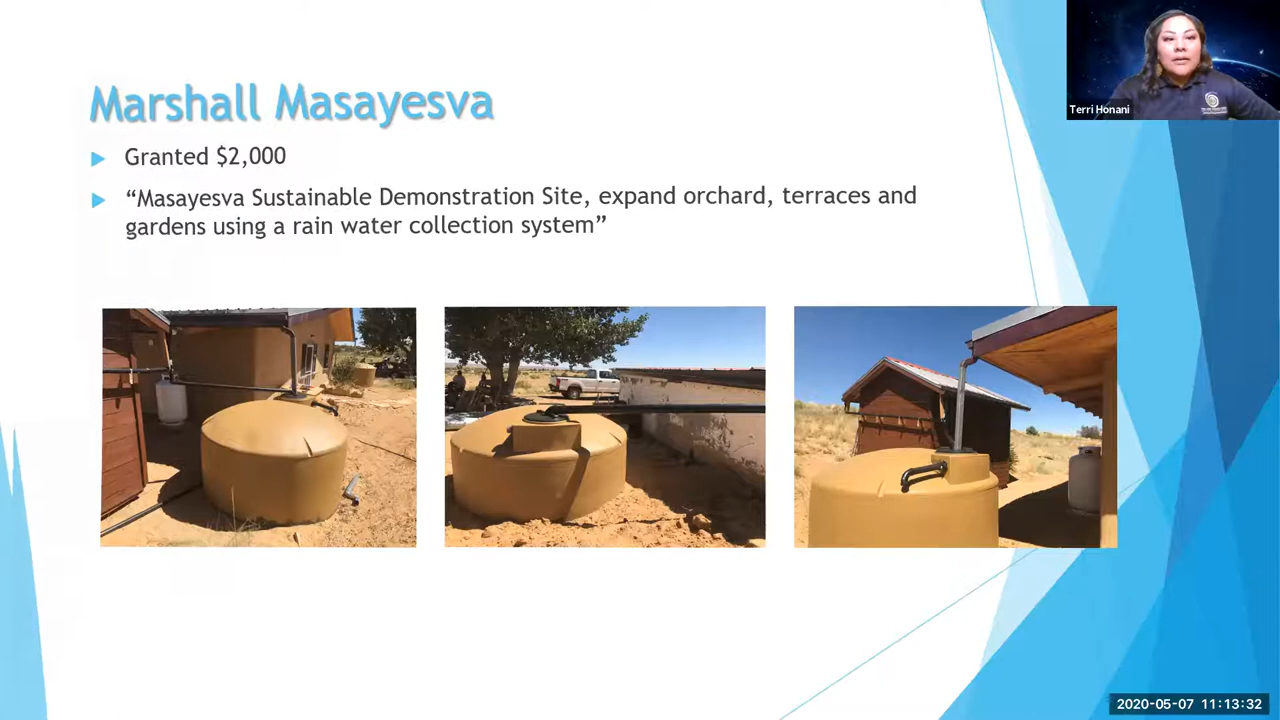 Marshall Masayesva
Granted $2,000
“Masayesva Sustainable Demonstration Site, expand orchard, terraces and
gardens using a rain water collection system”
Terri Honani
2020-05-07 11:13:32